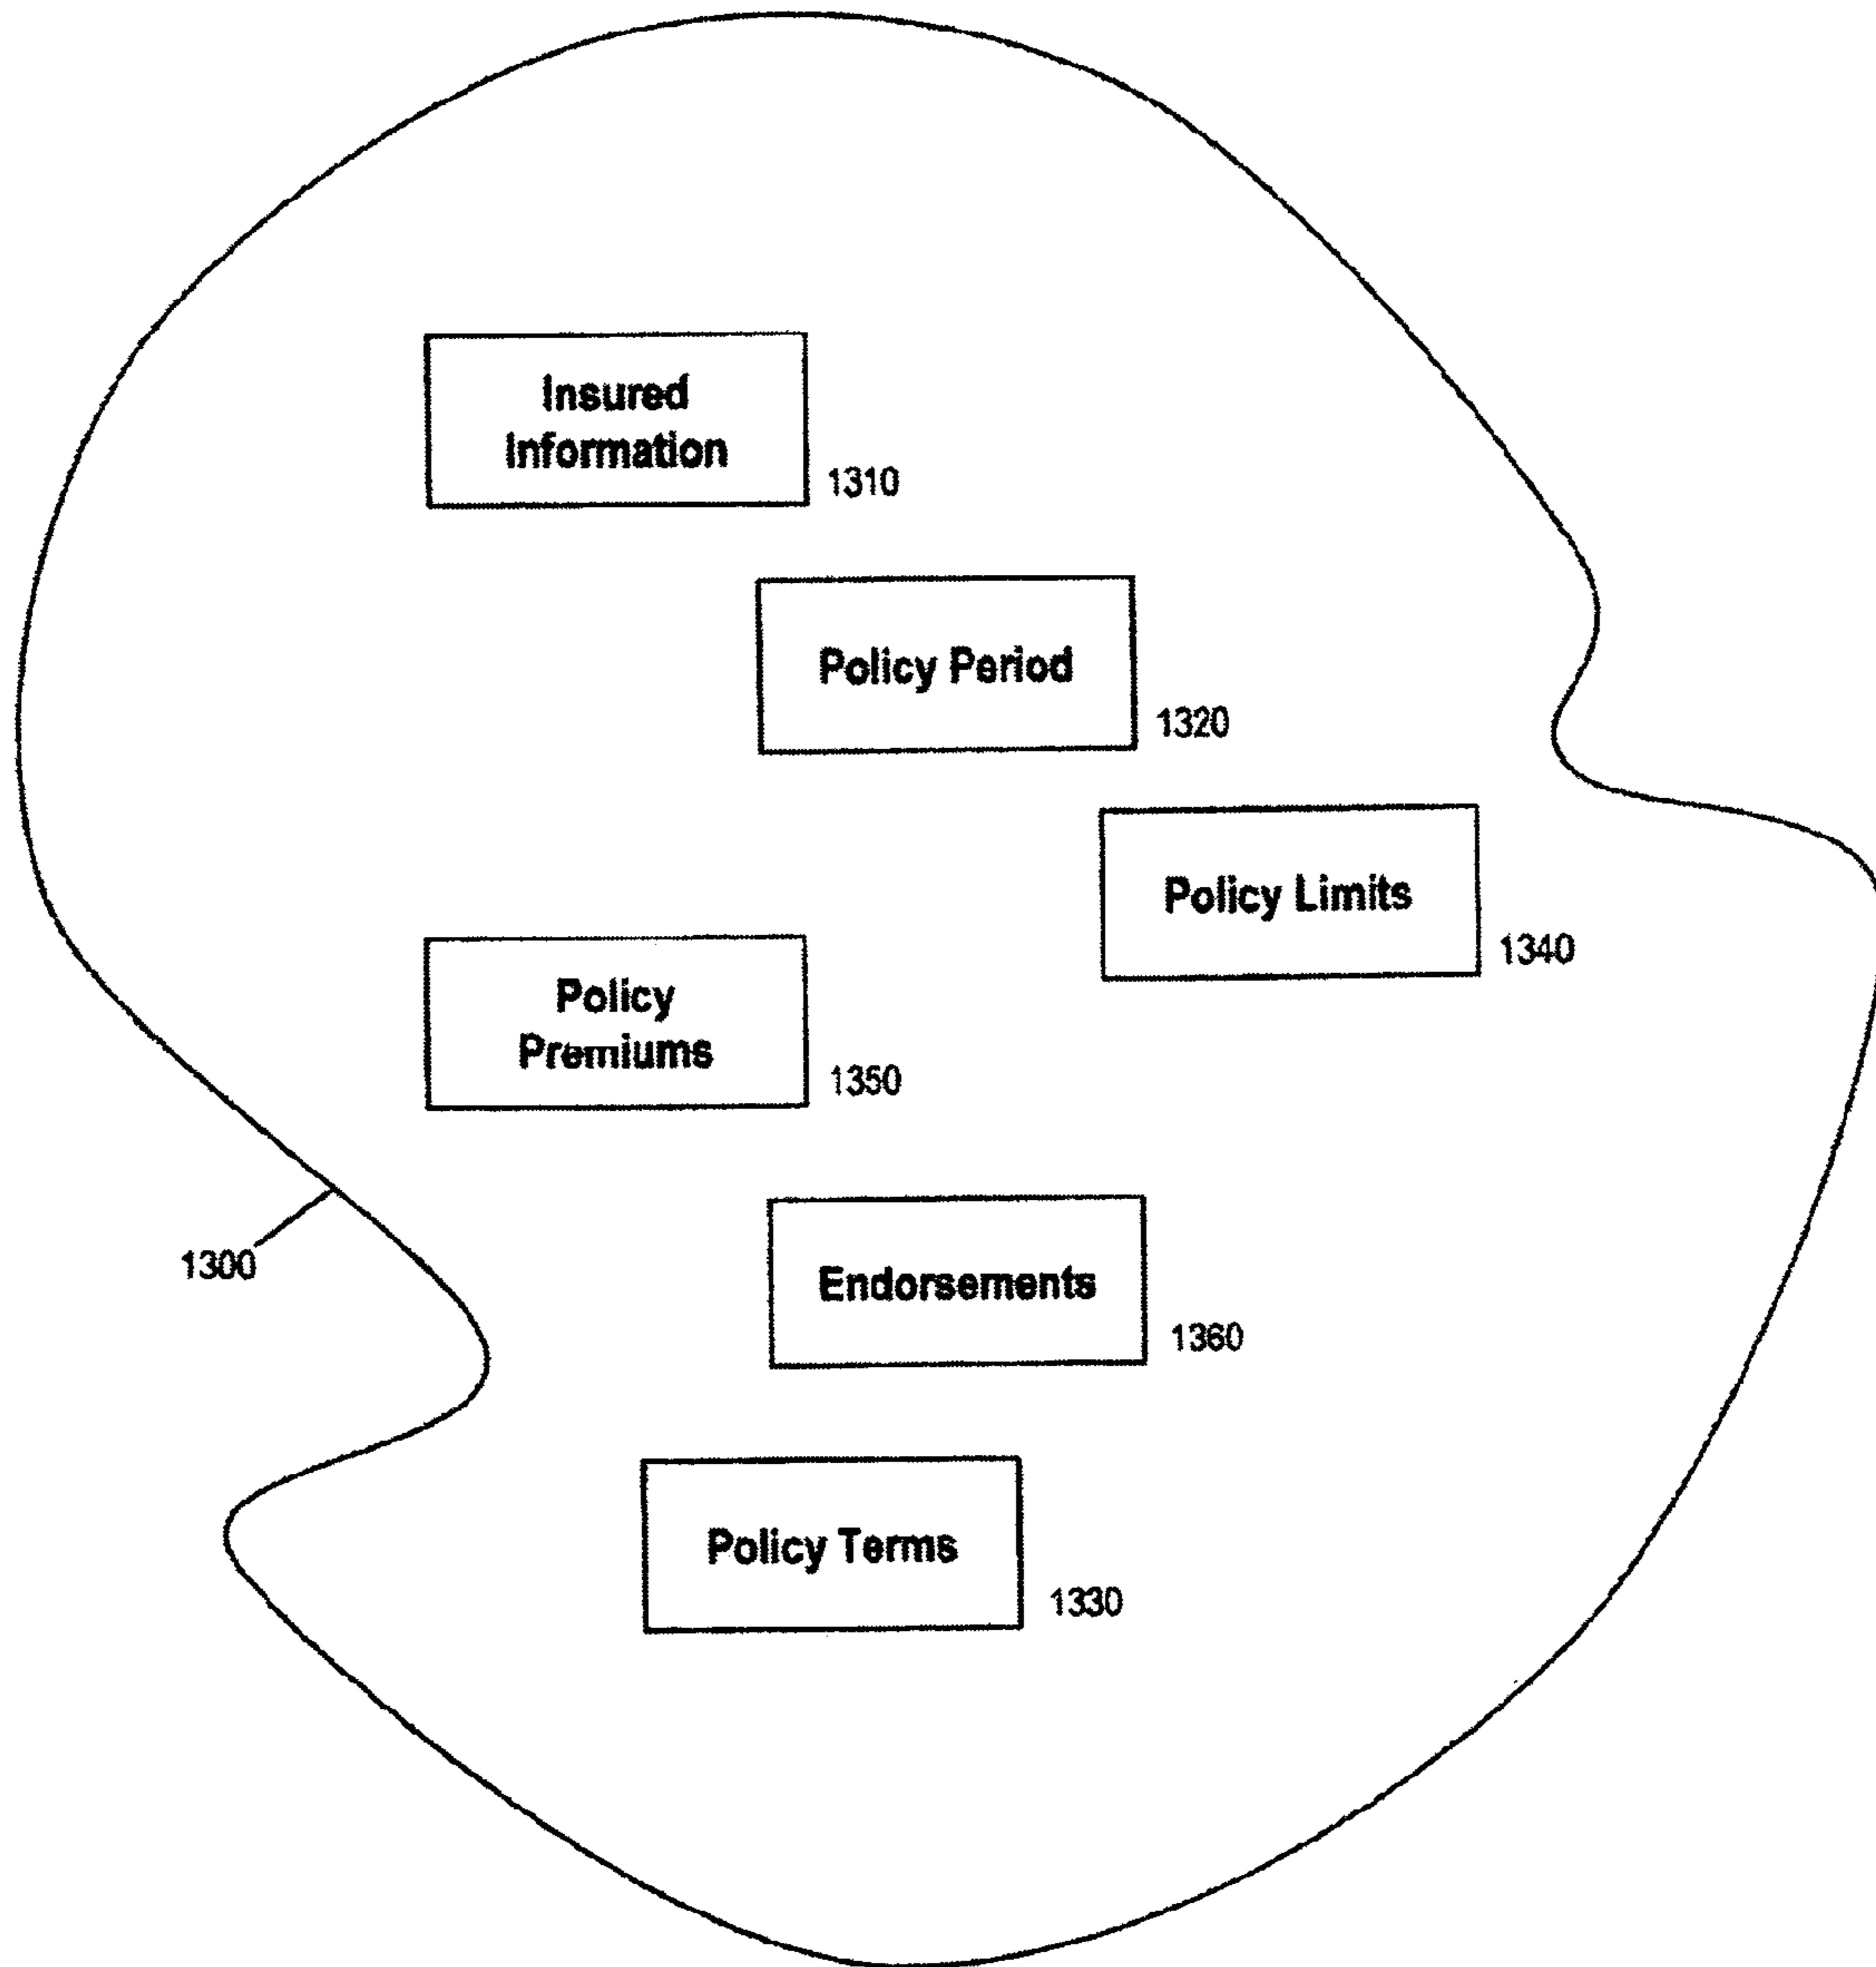 Insured
Information
1310
Policy Period
1320
Policy Limits
1340
Policy
Premiums
1350
1300
Endorsements
1360
Policy Terms
1330